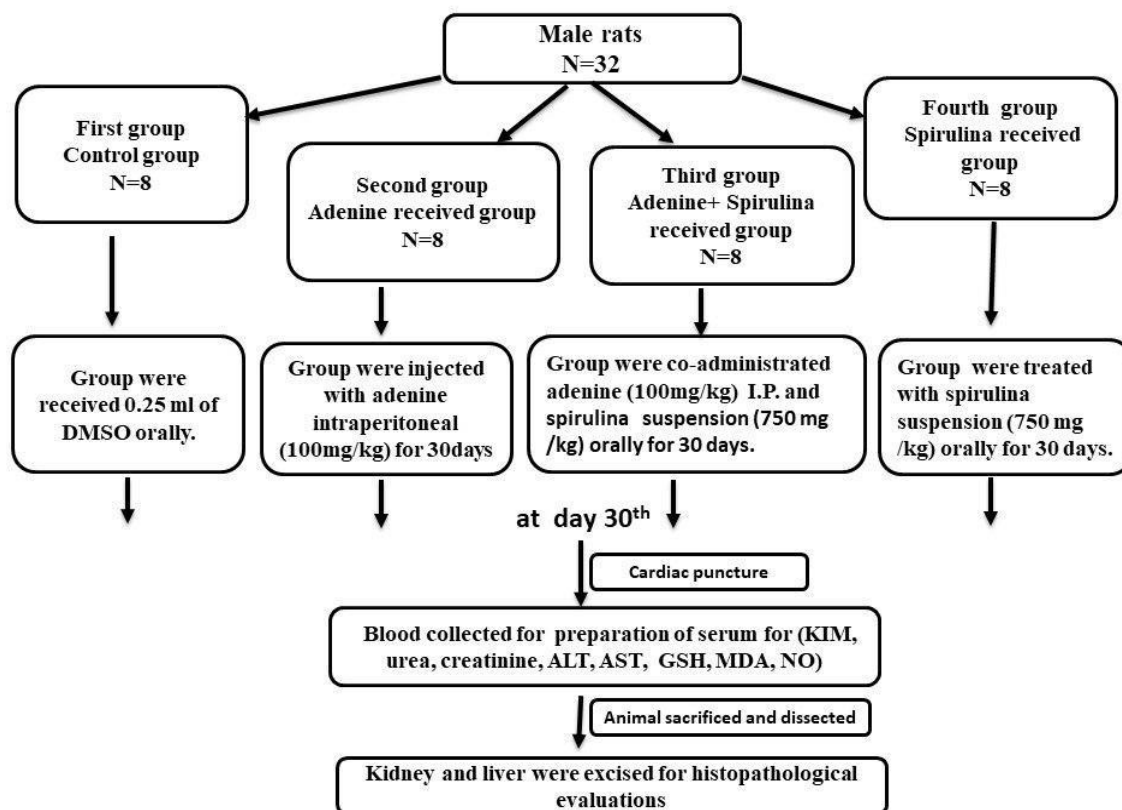 Male rats
N=32
First group
Control group
N=8
Second group
Adenine received group
N=8
Third group
Adenine+ Spirulina
received group
N=8
Fourth group
Spirulina received
group
N=8
Group were
received 0.25 ml of
DMSO orally.
Group were injected
with adenine
intraperitoneal
(100mg/kg) for 30days
Group were co-administrated
adenine (100mg/kg) I.P. and
spirulina suspension (750 mg
/kg) orally for 30 days.
Group were treated
with spirulina
suspension (750 mg
/kg) orally for 30 days.
at day 30th
Cardiac puncture
Blood collected for preparation of serum for (KIM,
urea, creatinine, ALT, AST, GSH, MDA, NO)
Animal sacrificed and dissected
Kidney and liver were excised for histopathological
evaluations